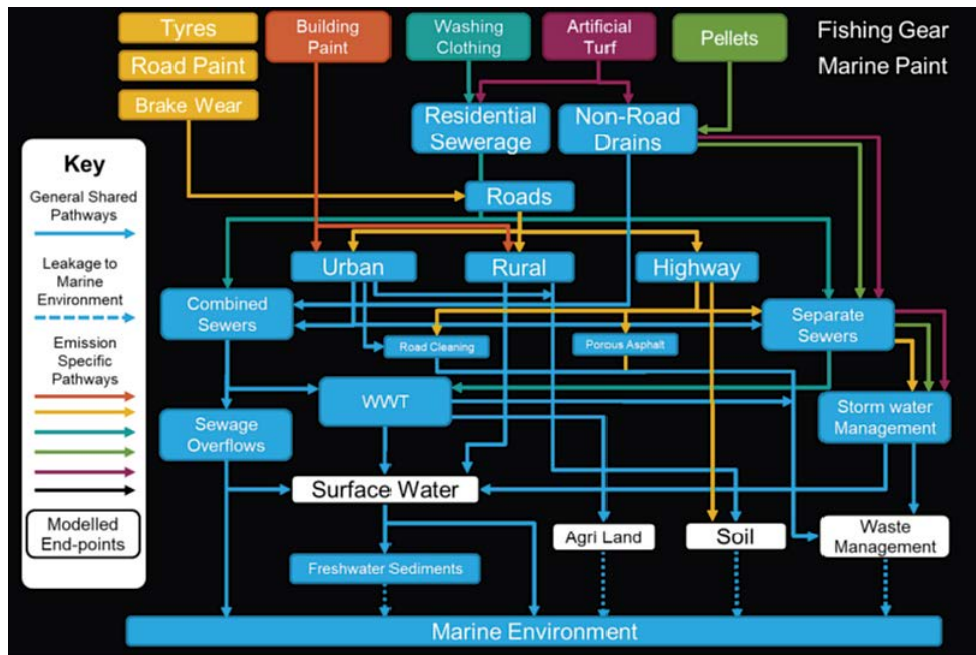 Tyres
Road Paint
Brake Wear
Building
Paint
Washing
Clothing
Artificial
Turf
Pellets
Fishing Gear
Marine Paint
Residential
Sewerage
Non-Road
Drains
Key
General Shared
Pathways
Leakage to
Marine
Environment
Emission
Specific
Pathways
Modelled
End-points
Roads
Urban
Rural
Highway
Combined
Sewers
Road Cleaning
Porous Asphalt
Separate
Sewers
Sewage
Overflows
WWT
Storm water
Management
Surface Water
Agri Land
Soil
Waste
Management
Freshwater Sediments
Marine Environment